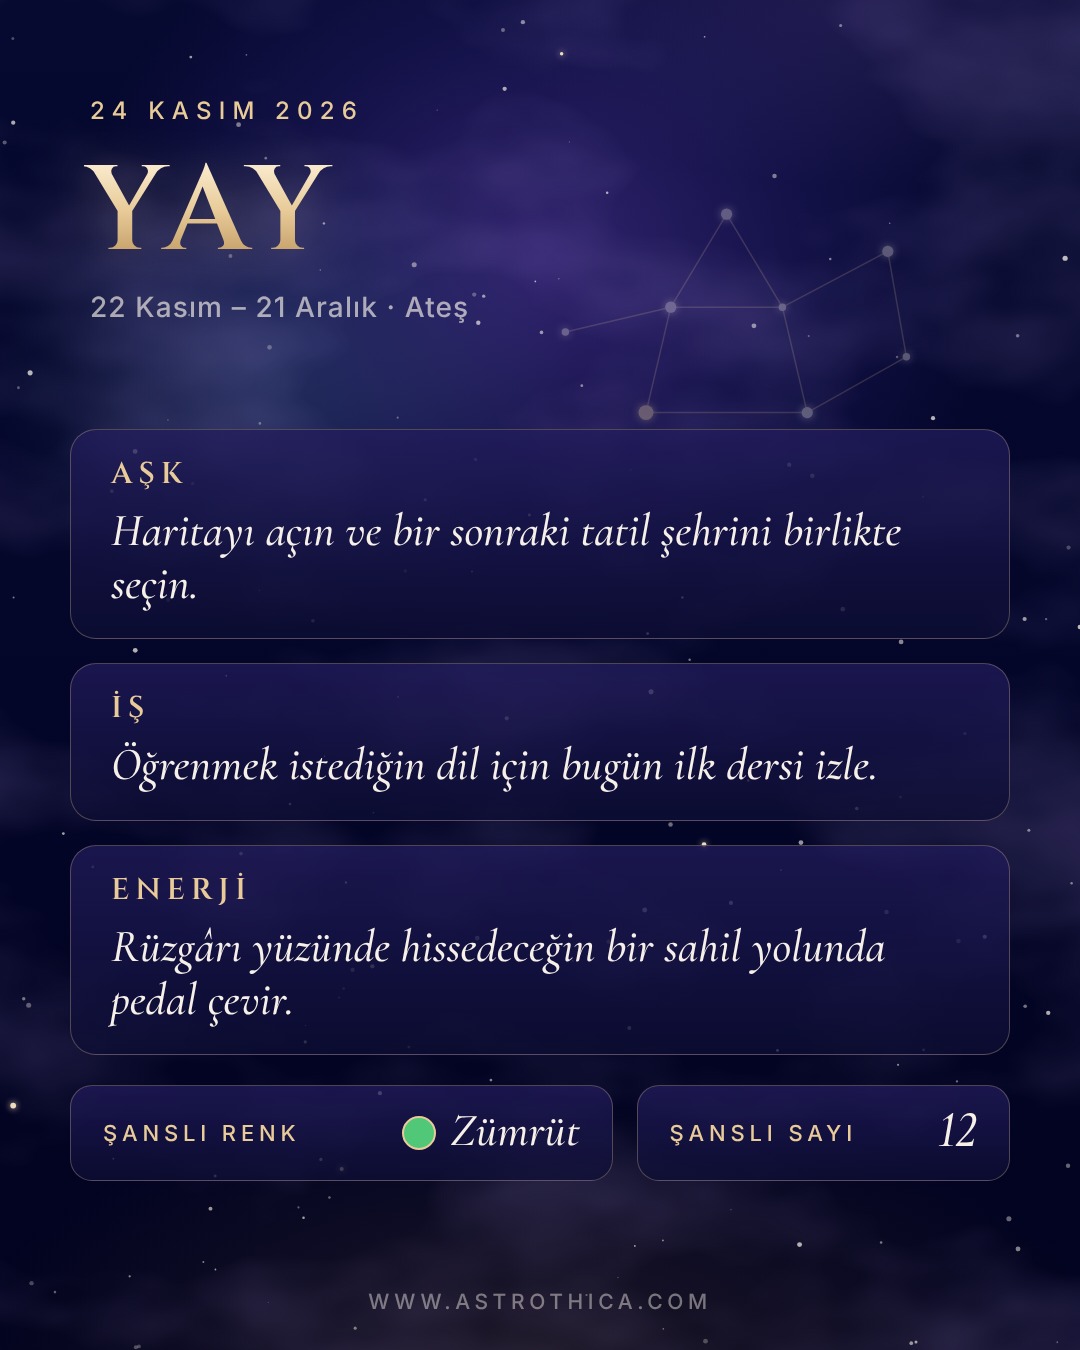 24 KASIM 2026
YAY
22 Kasım – 21 Aralık · Ateş
AŞK
Haritayı açın ve bir sonraki tatil şehrini birlikte
seçin.
İŞ
Öğrenmek istediğin dil için bugün ilk dersi izle.
ENERJİ
Rüzgârı yüzünde hissedeceğin bir sahil yolunda
pedal çevir.
ŞANSLI RENK
Zümrüt
ŞANSLI SAYI
12
WWW.ASTROTHICA.COM